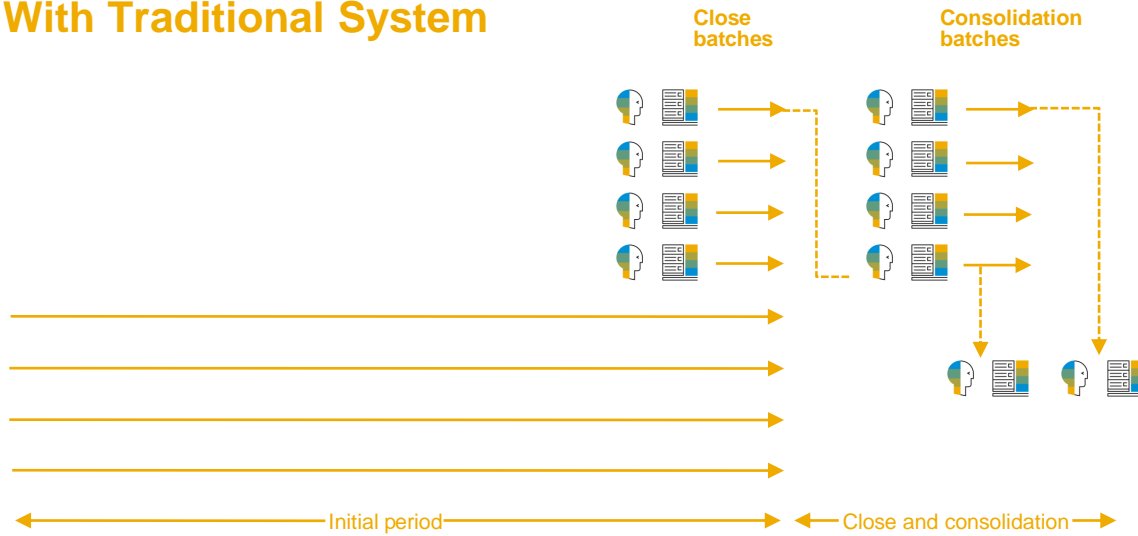 With Traditional System
Close
batches
Consolidation
batches
Initial period
Close and consolidation